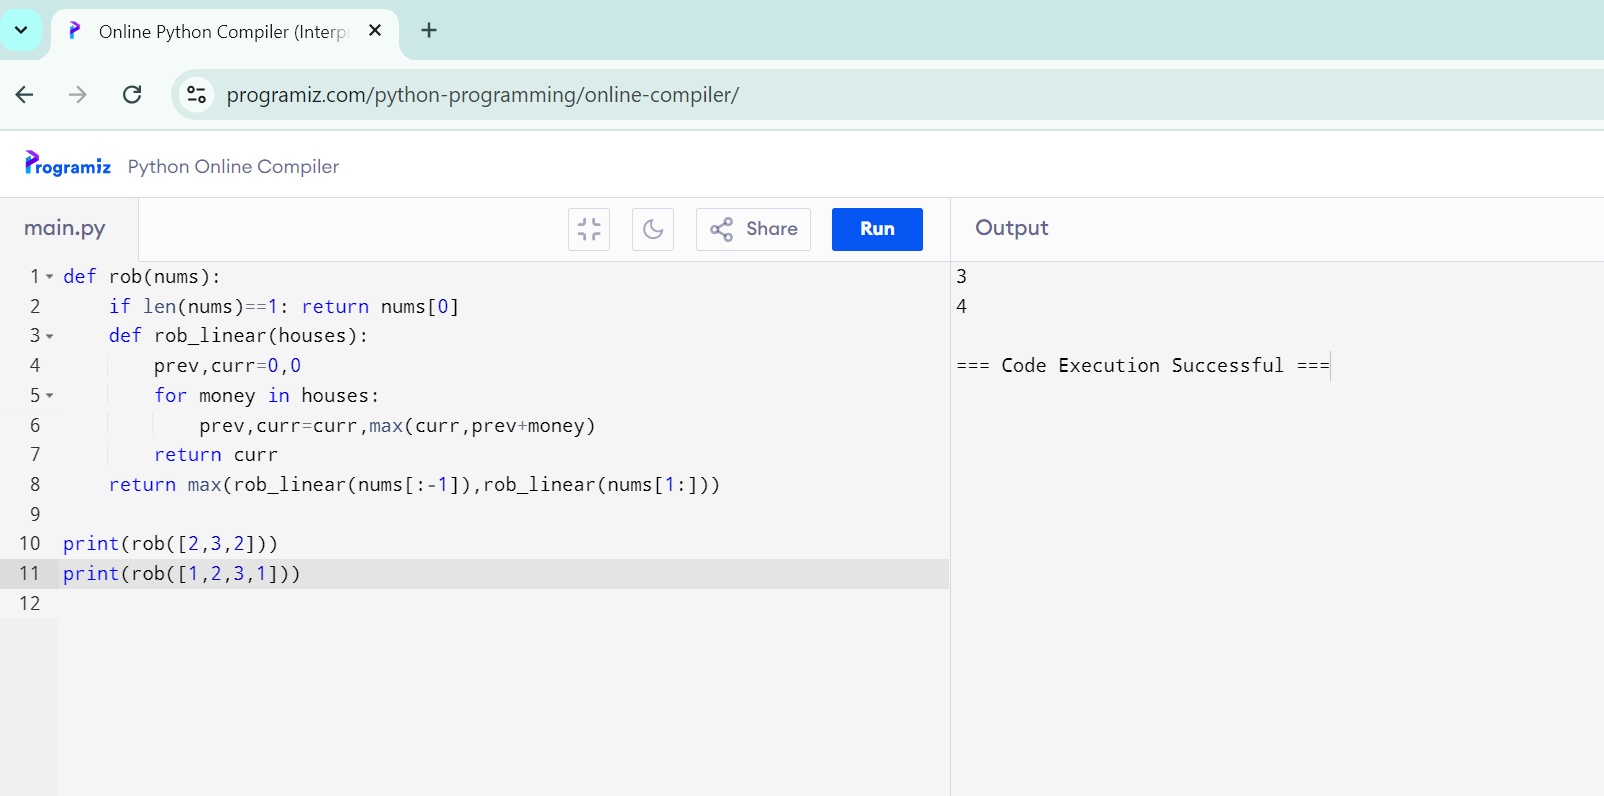 Online Python Compiler (Interp
programiz.com/python-programming/online-compiler/
Programiz Python Online Compiler
main.py Share Run Output
1 def rob(nums):
2     if len(nums)==1: return nums[0]
3     def rob_linear(houses):
4         prev,curr=0,0
5         for money in houses:
6             prev,curr=curr,max(curr,prev+money)
7         return curr
8     return max(rob_linear(nums[:-1]),rob_linear(nums[1:]))
9
10 print(rob([2,3,2]))
11 print(rob([1,2,3,1]))
12
3
4
=== Code Execution Successful ===